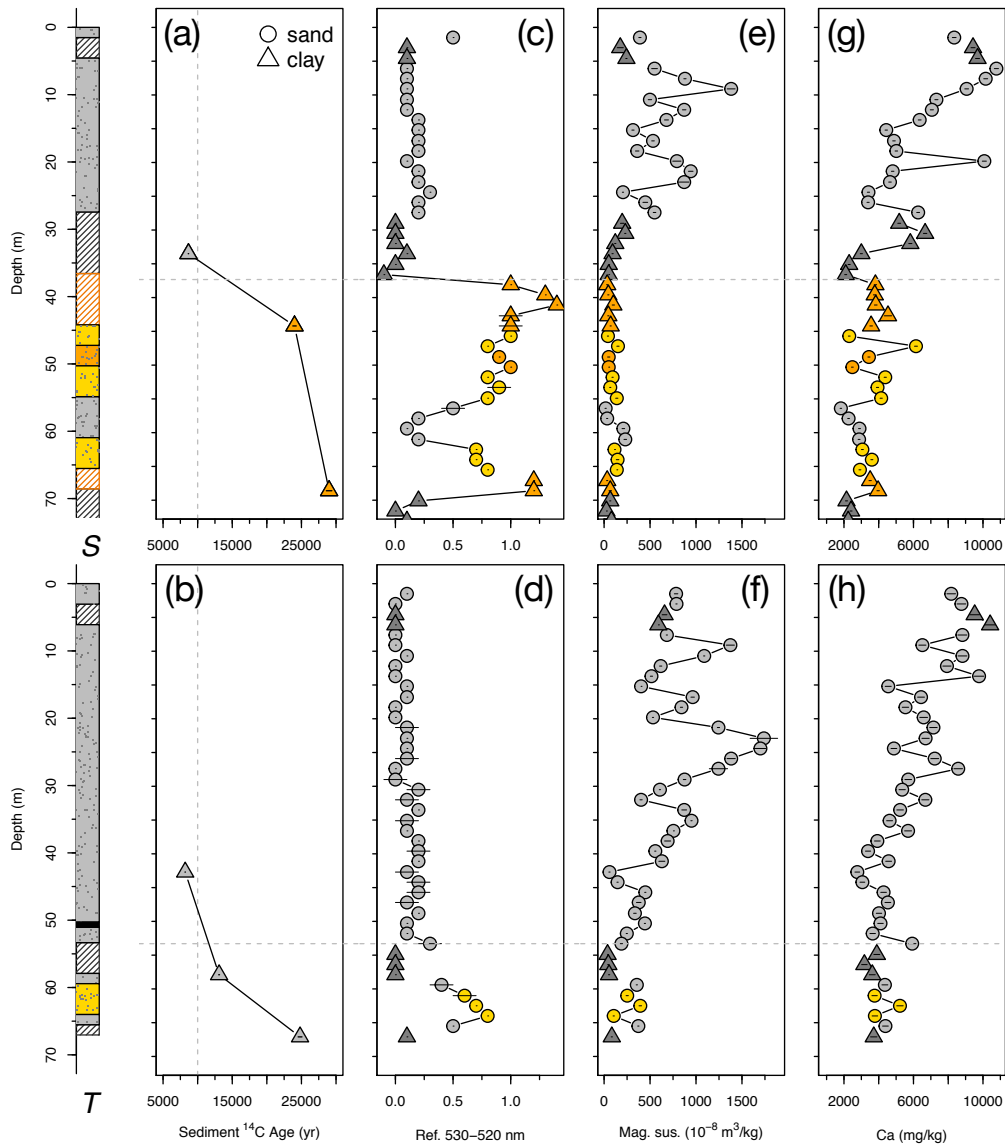 (a)
sand
clay
(c)
(e)
(g)
0
10
20
30
40
50
60
70
Depth (m)
S
5000 15000 25000
0.0 0.5 1.0
0 500 1000 1500
2000 6000 10000
(b)
(d)
(f)
(h)
0
10
20
30
40
50
60
70
Depth (m)
T
5000 15000 25000
0.0 0.5 1.0
0 500 1000 1500
2000 6000 10000
Sediment ¹⁴C Age (yr)
Ref. 530−520 nm
Mag. sus. (10⁻⁸ m³/kg)
Ca (mg/kg)